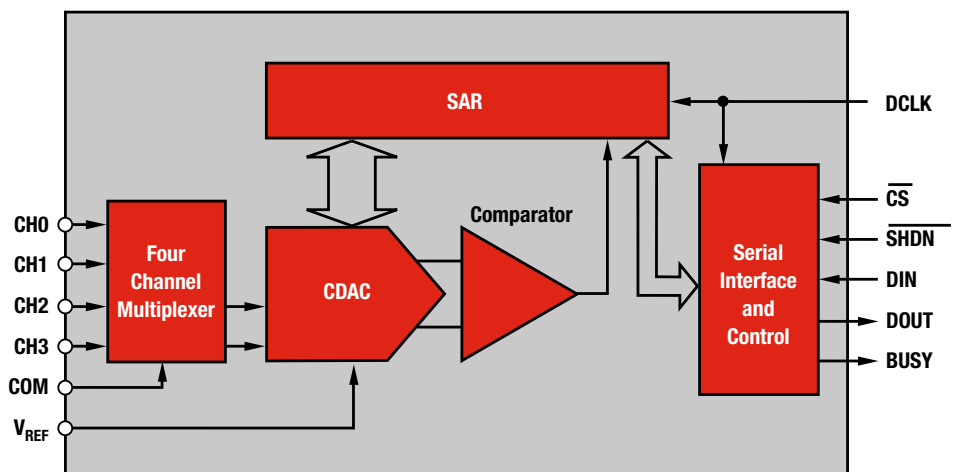 SAR
DCLK
Comparator
CS
SHDN
CH0
CH1
CH2
CH3
COM
VREF
Four
Channel
Multiplexer
CDAC
Serial
Interface
and
Control
DIN
DOUT
BUSY